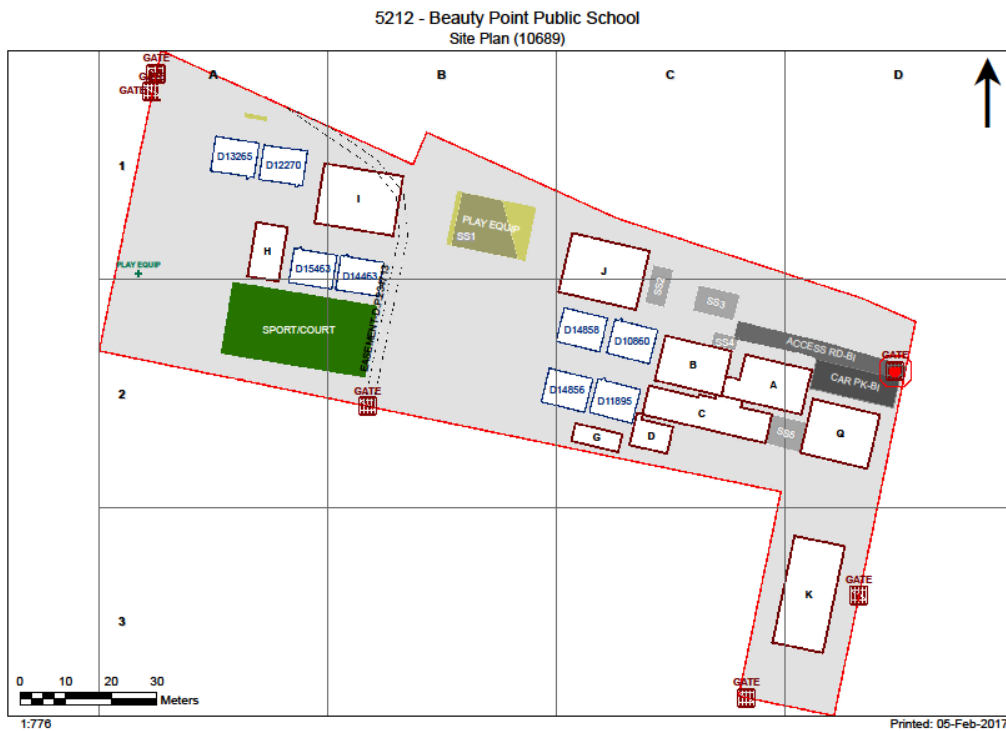 5212 - Beauty Point Public School
Site Plan (10689)
GATE
A
B
C
D
GATE
1
D13265
D12270
I
PLAY EQUIP
SS1
H
PLAY EQUIP
D15463
D14463
J
SS2
SS3
SPORT/COURT
D14858
D10860
SS4
ACCESS RD-BI
GATE
B
A
CAR PK-BI
2
GATE
D14856
D11895
C
G
D
SS5
Q
K
GATE
3
GATE
0 10 20 30
Meters
1:776
Printed: 05-Feb-2017